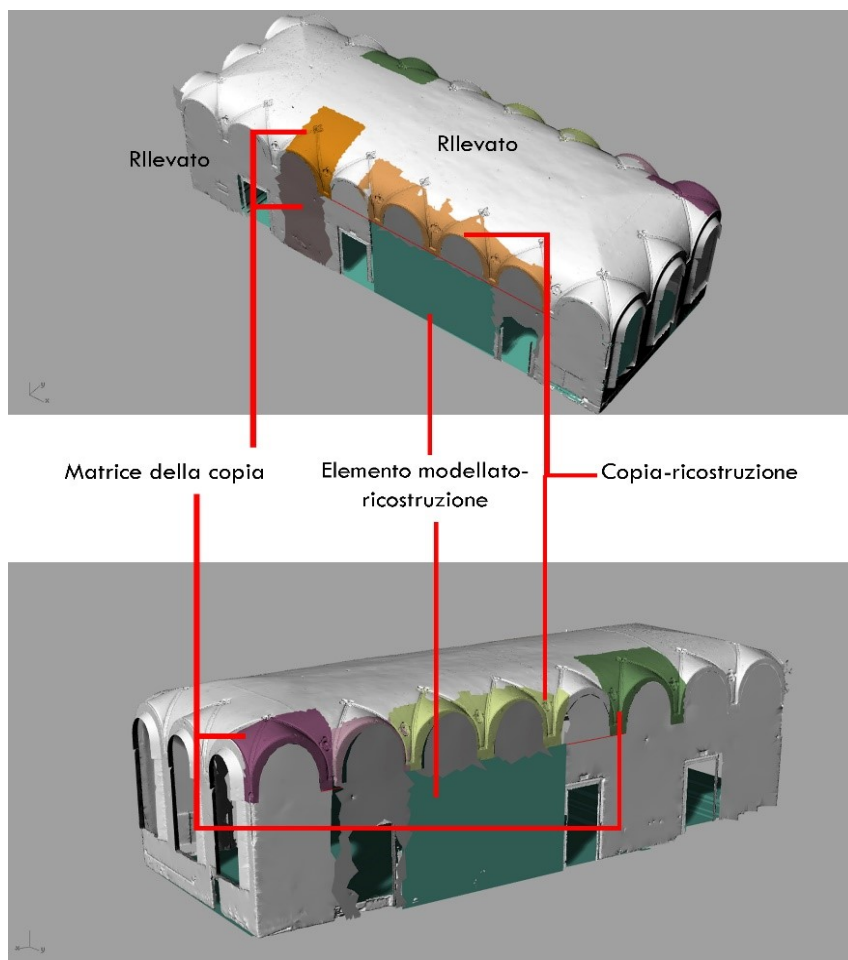 RIlevato
RIlevato
y
x
Matrice della copia
Elemento modellato-
ricostruzione
Copia-ricostruzione
x
y